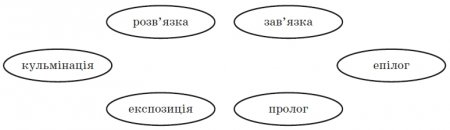 розв’язка зав’язка
кульмінація епілог
експозиція пролог